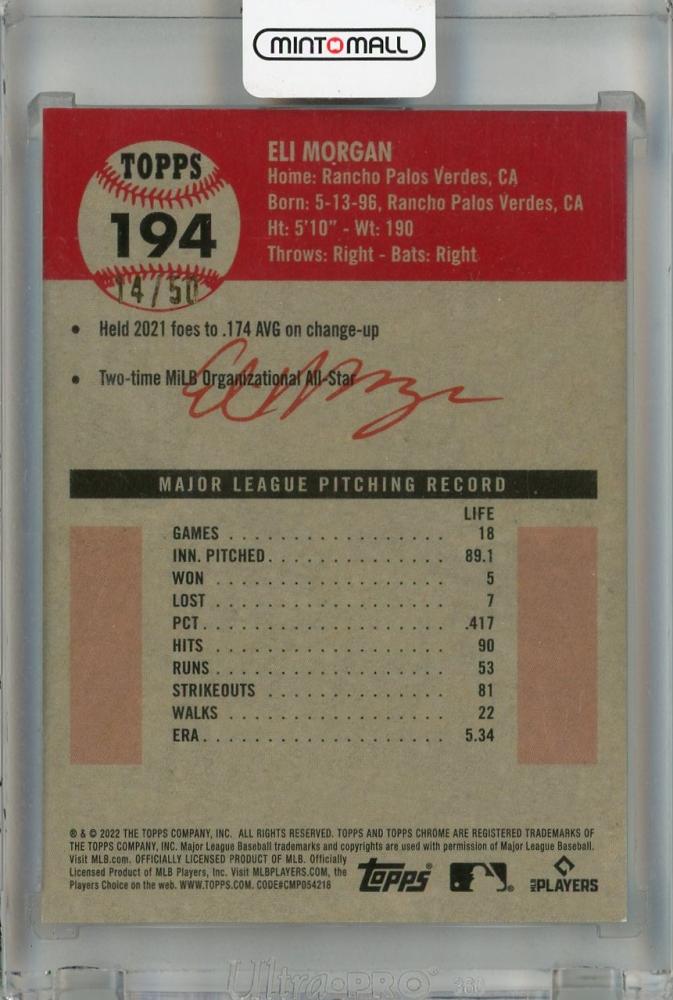 MINTOMALL
TOPPS
194
14/50
ELI MORGAN
Home: Rancho Palos Verdes, CA
Born: 5-13-96, Rancho Palos Verdes, CA
Ht: 5'10" - Wt: 190
Throws: Right - Bats: Right
• Held 2021 foes to .174 AVG on change-up
• Two-time MiLB Organizational All-Star
MAJOR LEAGUE PITCHING RECORD
LIFE
GAMES . . . . . . . . . . . . . . . . . . . . 18
INN. PITCHED. . . . . . . . . . . . . . . . 89.1
WON . . . . . . . . . . . . . . . . . . . . 5
LOST . . . . . . . . . . . . . . . . . . . . 7
PCT. . . . . . . . . . . . . . . . . . . . .417
HITS . . . . . . . . . . . . . . . . . . . . 90
RUNS . . . . . . . . . . . . . . . . . . . . 53
STRIKEOUTS . . . . . . . . . . . . . . . . 81
WALKS . . . . . . . . . . . . . . . . . . 22
ERA. . . . . . . . . . . . . . . . . . . . 5.34
® & © 2022 THE TOPPS COMPANY, INC. ALL RIGHTS RESERVED. TOPPS AND TOPPS CHROME ARE REGISTERED TRADEMARKS OF
THE TOPPS COMPANY, INC. Major League Baseball trademarks and copyrights are used with permission of Major League Baseball.
Visit MLB.com. OFFICIALLY LICENSED PRODUCT OF MLB. Officially
Licensed Product of MLB Players, Inc. Visit MLBPLAYERS.COM, the
Players Choice on the web. WWW.TOPPS.COM. CODE#CMP054218
topps®
MLB PLAYERS
Ultra·PRO®